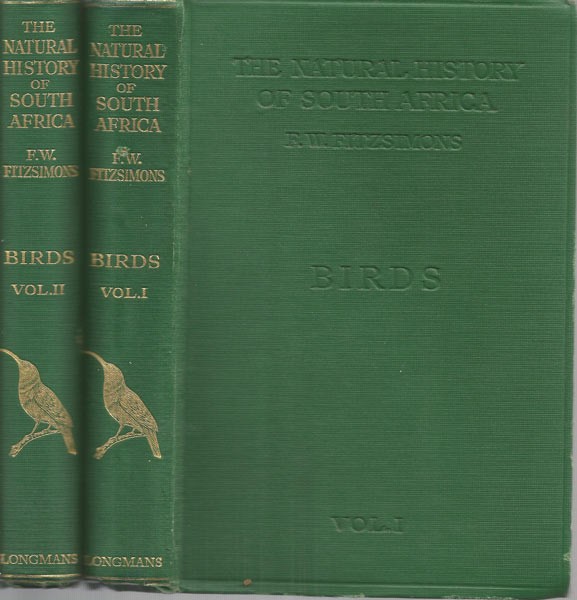 THE
NATURAL
HISTORY
OF
SOUTH
AFRICA
F.W.
FITZSIMONS
BIRDS
VOL.II
LONGMANS
THE
NATURAL
HISTORY
OF
SOUTH
AFRICA
F.W.
FITZSIMONS
BIRDS
VOL.I
LONGMANS
THE NATURAL HISTORY
OF SOUTH AFRICA
F.W. FITZSIMONS
BIRDS
VOL.I